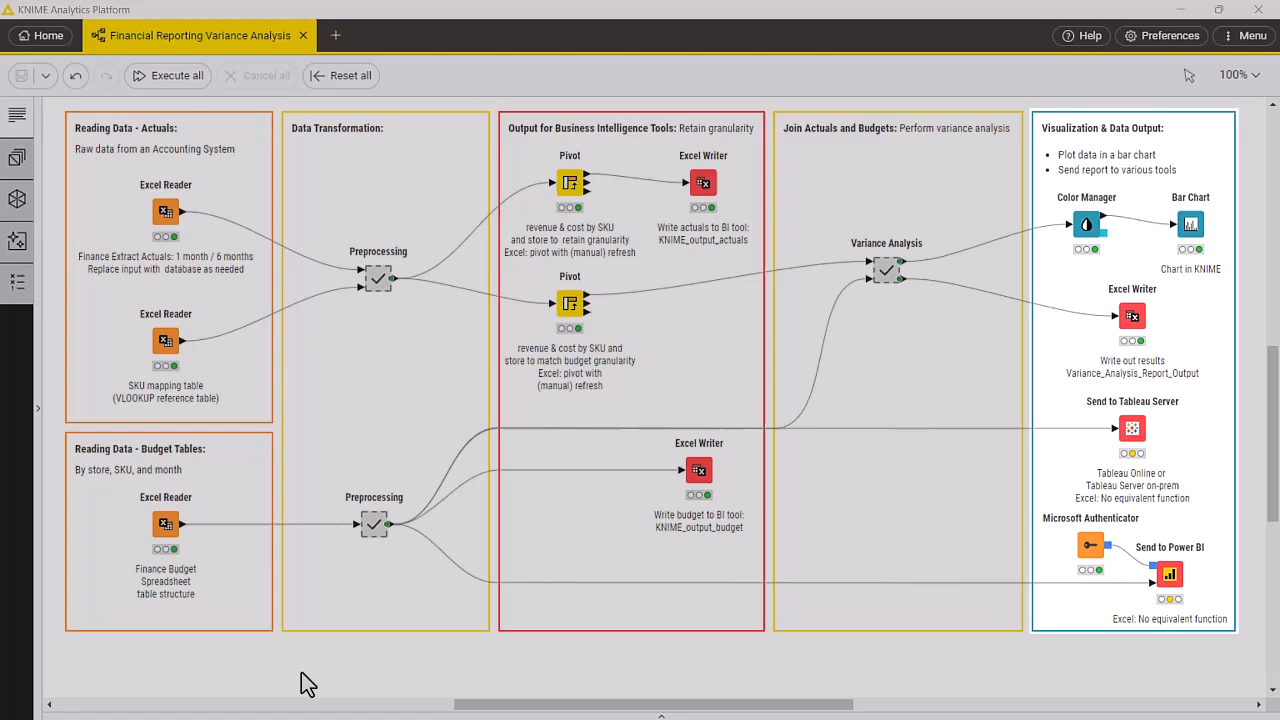 KNIME Analytics Platform
Home
Financial Reporting Variance Analysis
Help
Preferences
Menu
Execute all
Cancel all
Reset all
100%
Reading Data - Actuals:
Raw data from an Accounting System
Excel Reader
Finance Extract Actuals: 1 month / 6 months
Replace input with database as needed
Excel Reader
SKU mapping table
(VLOOKUP reference table)
Reading Data - Budget Tables:
By store, SKU, and month
Excel Reader
Finance Budget
Spreadsheet
table structure
Data Transformation:
Preprocessing
Preprocessing
Output for Business Intelligence Tools: Retain granularity
Pivot
revenue & cost by SKU
and store to retain granularity
Excel: pivot with (manual) refresh
Excel Writer
Write actuals to BI tool:
KNIME_output_actuals
Pivot
revenue & cost by SKU and
store to match budget granularity
Excel: pivot with
(manual) refresh
Excel Writer
Write budget to BI tool:
KNIME_output_budget
Join Actuals and Budgets: Perform variance analysis
Variance Analysis
Visualization & Data Output:
• Plot data in a bar chart
• Send report to various tools
Color Manager
Bar Chart
Chart in KNIME
Excel Writer
Write out results
Variance_Analysis_Report_Output
Send to Tableau Server
Tableau Online or
Tableau Server on-prem
Excel: No equivalent function
Microsoft Authenticator
Send to Power BI
Excel: No equivalent function